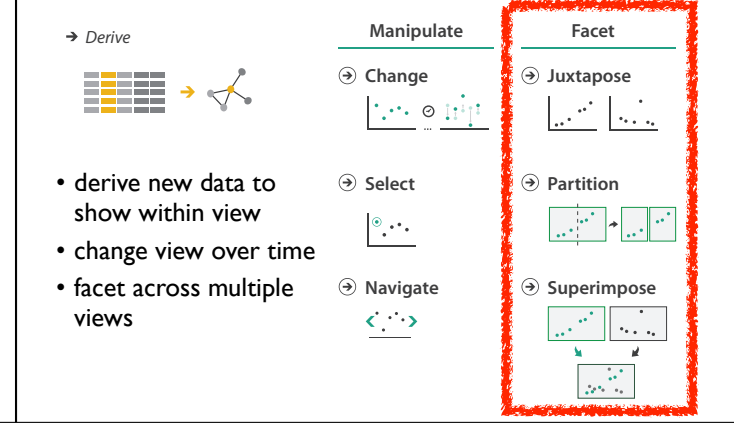 → Derive
• derive new data to
show within view
• change view over time
• facet across multiple
views
Manipulate
Change
...
Select
Navigate
Facet
Juxtapose
Partition
Superimpose